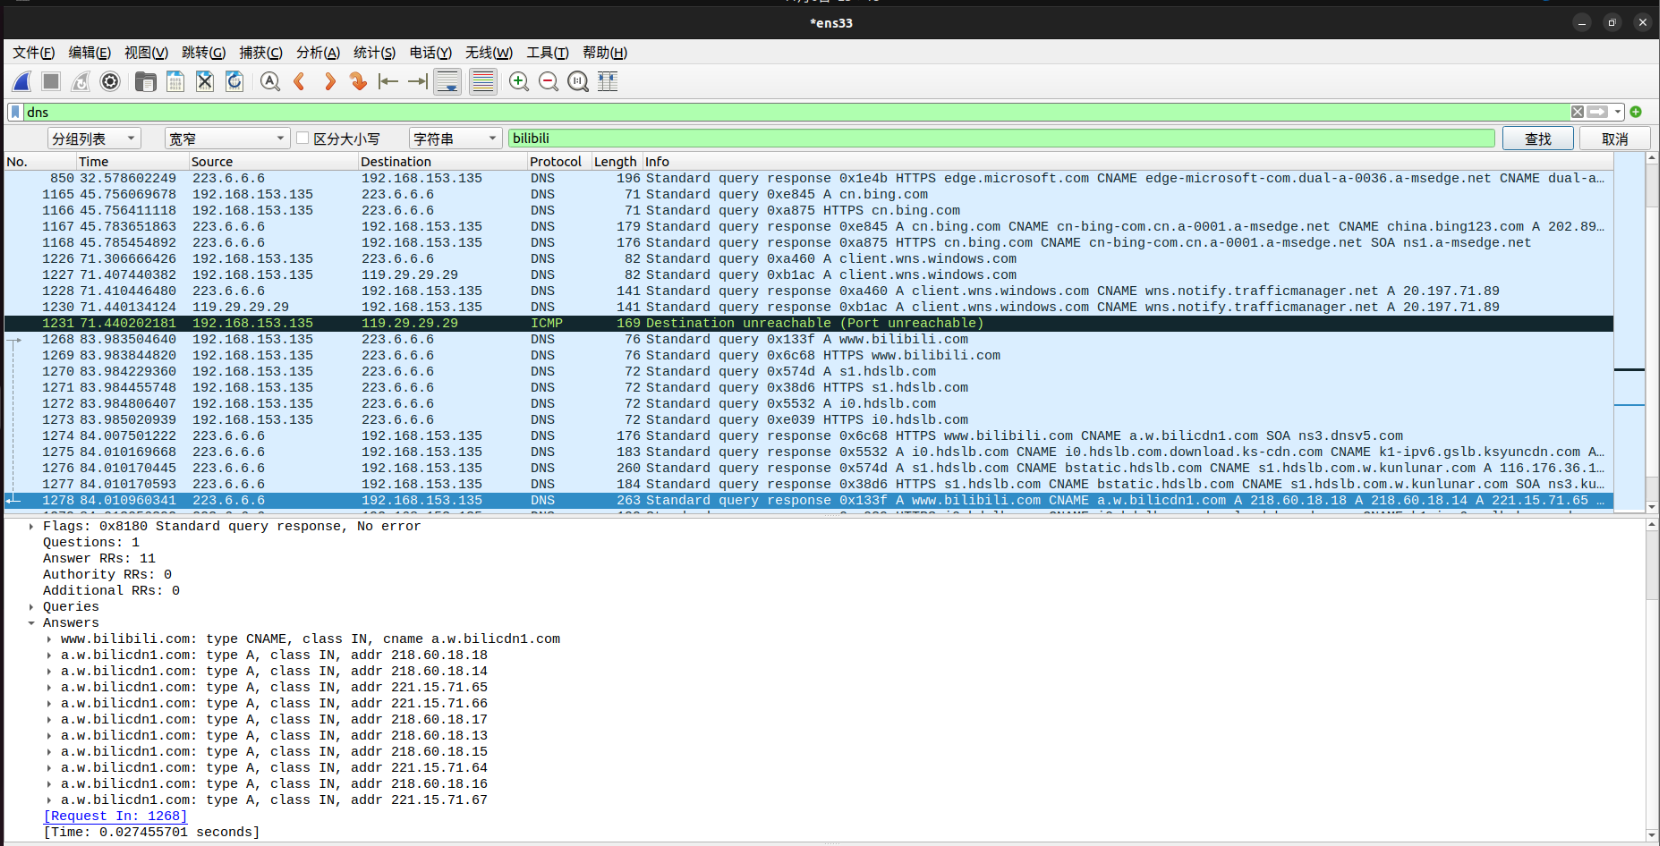 *ens33
文件(F) 编辑(E) 视图(V) 跳转(G) 捕获(C) 分析(A) 统计(S) 电话(Y) 无线(W) 工具(T) 帮助(H)
dns
分组列表 宽窄 区分大小写 字符串 bilibili 查找 取消
No. Time Source Destination Protocol Length Info
850 32.578602249 223.6.6.6 192.168.153.135 DNS 196 Standard query response 0x1e4b HTTPS edge.microsoft.com CNAME edge-microsoft-com.dual-a-0036.a-msedge.net CNAME dual-a…
1165 45.756069678 192.168.153.135 223.6.6.6 DNS 71 Standard query 0xe845 A cn.bing.com
1166 45.756411118 192.168.153.135 223.6.6.6 DNS 71 Standard query 0xa875 HTTPS cn.bing.com
1167 45.783651863 223.6.6.6 192.168.153.135 DNS 179 Standard query response 0xe845 A cn.bing.com CNAME cn-bing-com.cn.a-0001.a-msedge.net CNAME china.bing123.com A 202.89…
1168 45.785454892 223.6.6.6 192.168.153.135 DNS 176 Standard query response 0xa875 HTTPS cn.bing.com CNAME cn-bing-com.cn.a-0001.a-msedge.net SOA ns1.a-msedge.net
1226 71.306666426 192.168.153.135 223.6.6.6 DNS 82 Standard query 0xa460 A client.wns.windows.com
1227 71.407440382 192.168.153.135 119.29.29.29 DNS 82 Standard query 0xb1ac A client.wns.windows.com
1228 71.410446480 223.6.6.6 192.168.153.135 DNS 141 Standard query response 0xa460 A client.wns.windows.com CNAME wns.notify.trafficmanager.net A 20.197.71.89
1230 71.440134124 119.29.29.29 192.168.153.135 DNS 141 Standard query response 0xb1ac A client.wns.windows.com CNAME wns.notify.trafficmanager.net A 20.197.71.89
1231 71.440202181 192.168.153.135 119.29.29.29 ICMP 169 Destination unreachable (Port unreachable)
1268 83.983504640 192.168.153.135 223.6.6.6 DNS 76 Standard query 0x133f A www.bilibili.com
1269 83.983844820 192.168.153.135 223.6.6.6 DNS 76 Standard query 0x6c68 HTTPS www.bilibili.com
1270 83.984229360 192.168.153.135 223.6.6.6 DNS 72 Standard query 0x574d A s1.hdslb.com
1271 83.984455748 192.168.153.135 223.6.6.6 DNS 72 Standard query 0x38d6 HTTPS s1.hdslb.com
1272 83.984806407 192.168.153.135 223.6.6.6 DNS 72 Standard query 0x5532 A i0.hdslb.com
1273 83.985020939 192.168.153.135 223.6.6.6 DNS 72 Standard query 0xe039 HTTPS i0.hdslb.com
1274 84.007501222 223.6.6.6 192.168.153.135 DNS 176 Standard query response 0x6c68 HTTPS www.bilibili.com CNAME a.w.bilicdn1.com SOA ns3.dnsv5.com
1275 84.010169668 223.6.6.6 192.168.153.135 DNS 183 Standard query response 0x5532 A i0.hdslb.com CNAME i0.hdslb.com.download.ks-cdn.com CNAME k1-ipv6.gslb.ksyuncdn.com A…
1276 84.010170445 223.6.6.6 192.168.153.135 DNS 260 Standard query response 0x574d A s1.hdslb.com CNAME bstatic.hdslb.com CNAME s1.hdslb.com.w.kunlunar.com A 116.176.36.1…
1277 84.010170593 223.6.6.6 192.168.153.135 DNS 184 Standard query response 0x38d6 HTTPS s1.hdslb.com CNAME bstatic.hdslb.com CNAME s1.hdslb.com.w.kunlunar.com SOA ns3.ku…
1278 84.010960341 223.6.6.6 192.168.153.135 DNS 263 Standard query response 0x133f A www.bilibili.com CNAME a.w.bilicdn1.com A 218.60.18.18 A 218.60.18.14 A 221.15.71.65 …
Flags: 0x8180 Standard query response, No error
Questions: 1
Answer RRs: 11
Authority RRs: 0
Additional RRs: 0
Queries
Answers
www.bilibili.com: type CNAME, class IN, cname a.w.bilicdn1.com
a.w.bilicdn1.com: type A, class IN, addr 218.60.18.18
a.w.bilicdn1.com: type A, class IN, addr 218.60.18.14
a.w.bilicdn1.com: type A, class IN, addr 221.15.71.65
a.w.bilicdn1.com: type A, class IN, addr 221.15.71.66
a.w.bilicdn1.com: type A, class IN, addr 218.60.18.17
a.w.bilicdn1.com: type A, class IN, addr 218.60.18.13
a.w.bilicdn1.com: type A, class IN, addr 218.60.18.15
a.w.bilicdn1.com: type A, class IN, addr 221.15.71.64
a.w.bilicdn1.com: type A, class IN, addr 218.60.18.16
a.w.bilicdn1.com: type A, class IN, addr 221.15.71.67
[Request In: 1268]
[Time: 0.027455701 seconds]